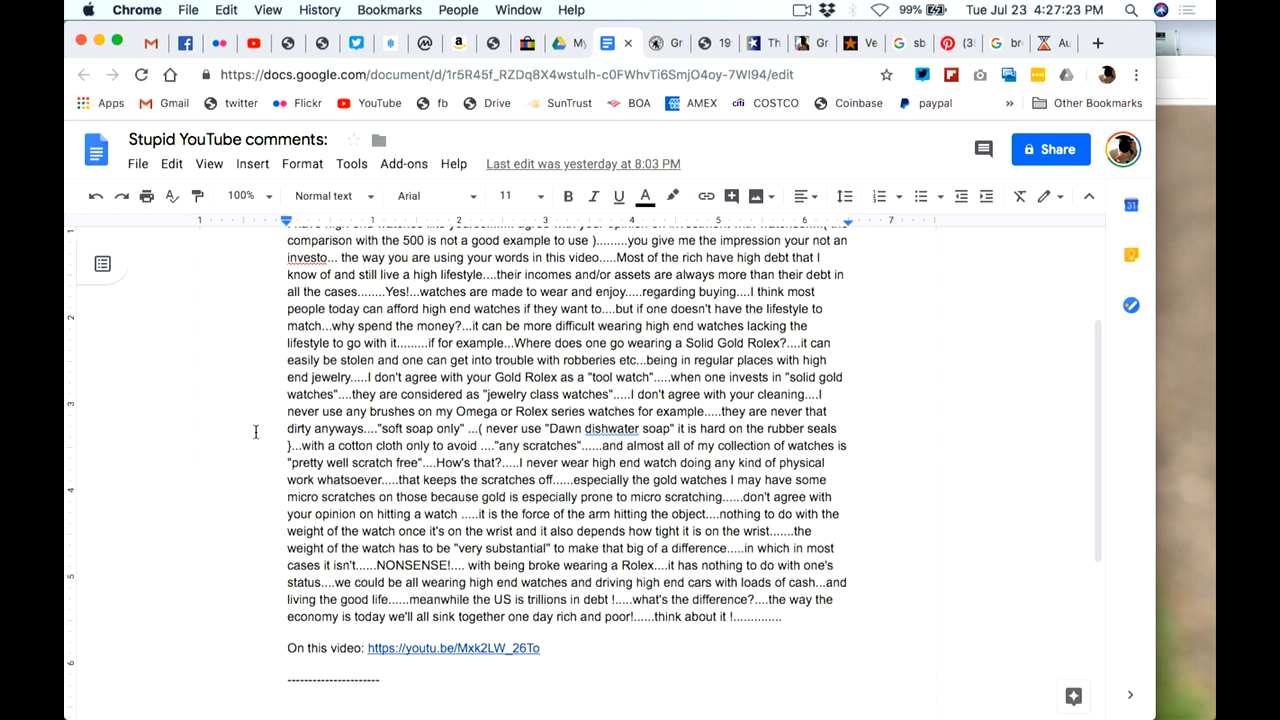 Chrome File Edit View History Bookmarks People Window Help 99% Tue Jul 23 4:27:23 PM
My Gr 19 Th Gr Ve sb (3 br Au
https://docs.google.com/document/d/1r5R45f_RZDq8X4wstulh-c0FWhvTi6SmjO4oy-7WI94/edit
Apps Gmail twitter Flickr YouTube fb Drive SunTrust BOA AMEX COSTCO Coinbase paypal » Other Bookmarks
Stupid YouTube comments:
File Edit View Insert Format Tools Add-ons Help Last edit was yesterday at 8:03 PM
Share
100% Normal text Arial 11 B I U A
1 1 2 3 4 5 6 7
comparison with the 500 is not a good example to use )........you give me the impression your not an
investo... the way you are using your words in this video.....Most of the rich have high debt that I
know of and still live a high lifestyle....their incomes and/or assets are always more than their debt in
all the cases........Yes!...watches are made to wear and enjoy.....regarding buying....I think most
people today can afford high end watches if they want to....but if one doesn't have the lifestyle to
match...why spend the money?...it can be more difficult wearing high end watches lacking the
lifestyle to go with it.........if for example...Where does one go wearing a Solid Gold Rolex?....it can
easily be stolen and one can get into trouble with robberies etc...being in regular places with high
end jewelry.....I don't agree with your Gold Rolex as a "tool watch".....when one invests in "solid gold
watches"....they are considered as "jewelry class watches".....I don't agree with your cleaning....I
never use any brushes on my Omega or Rolex series watches for example.....they are never that
dirty anyways...."soft soap only" ...( never use "Dawn dishwater soap" it is hard on the rubber seals
}...with a cotton cloth only to avoid ...."any scratches"......and almost all of my collection of watches is
"pretty well scratch free"....How's that?.....I never wear high end watch doing any kind of physical
work whatsoever.....that keeps the scratches off......especially the gold watches I may have some
micro scratches on those because gold is especially prone to micro scratching......don't agree with
your opinion on hitting a watch .....it is the force of the arm hitting the object....nothing to do with the
weight of the watch once it's on the wrist and it also depends how tight it is on the wrist.......the
weight of the watch has to be "very substantial" to make that big of a difference.....in which in most
cases it isn't......NONSENSE!.... with being broke wearing a Rolex....it has nothing to do with one's
status....we could be all wearing high end watches and driving high end cars with loads of cash...and
living the good life......meanwhile the US is trillions in debt !.....what's the difference?....the way the
economy is today we'll all sink together one day rich and poor!......think about it !.............
On this video: https://youtu.be/Mxk2LW_26To
----------------------